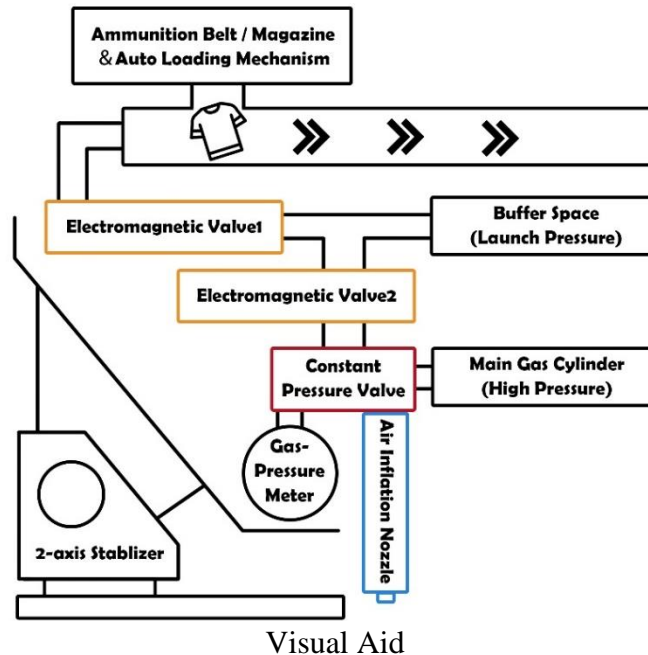 Ammunition Belt / Magazine
& Auto Loading Mechanism
Electromagnetic Valve1
Buffer Space
(Launch Pressure)
Electromagnetic Valve2
Constant
Pressure Valve
Main Gas Cylinder
(High Pressure)
Gas-
Pressure
Meter
Air Inflation Nozzle
2-axis Stablizer
Visual Aid